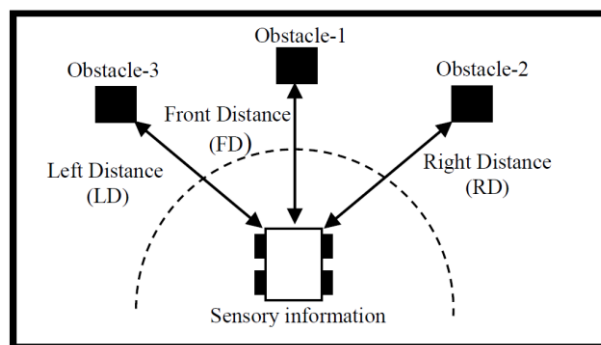 Obstacle-1
Obstacle-3
Obstacle-2
Front Distance
(FD)
Left Distance
(LD)
Right Distance
(RD)
Sensory information